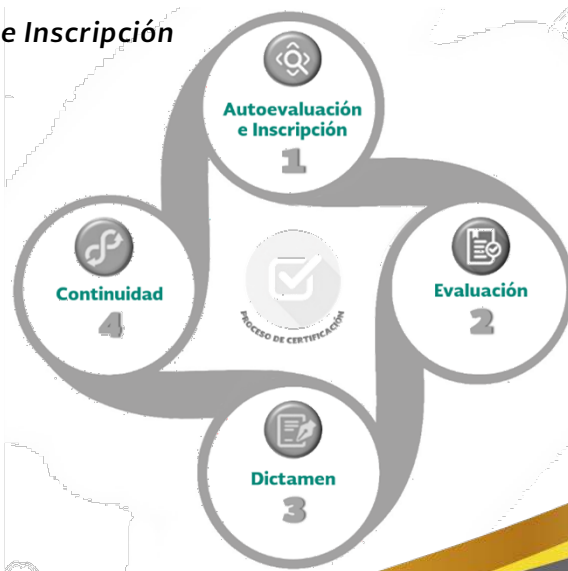 e Inscripción
Autoevaluación
e Inscripción
1
Evaluación
2
Dictamen
3
Continuidad
4
PROCESO DE CERTIFICACIÓN